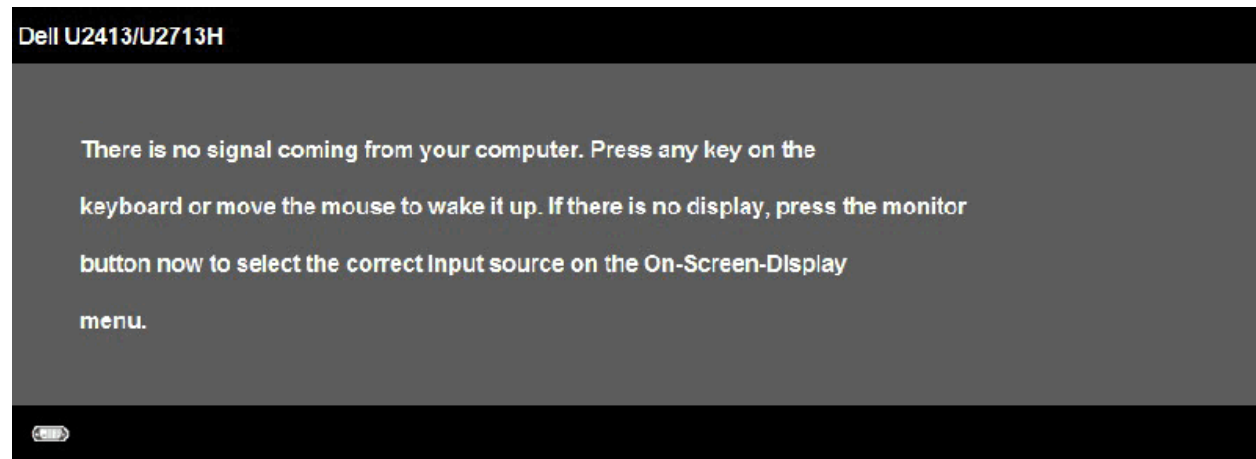 Dell U2413/U2713H
There is no signal coming from your computer. Press any key on the
keyboard or move the mouse to wake it up. If there is no display, press the monitor
button now to select the correct input source on the On-Screen-Display
menu.